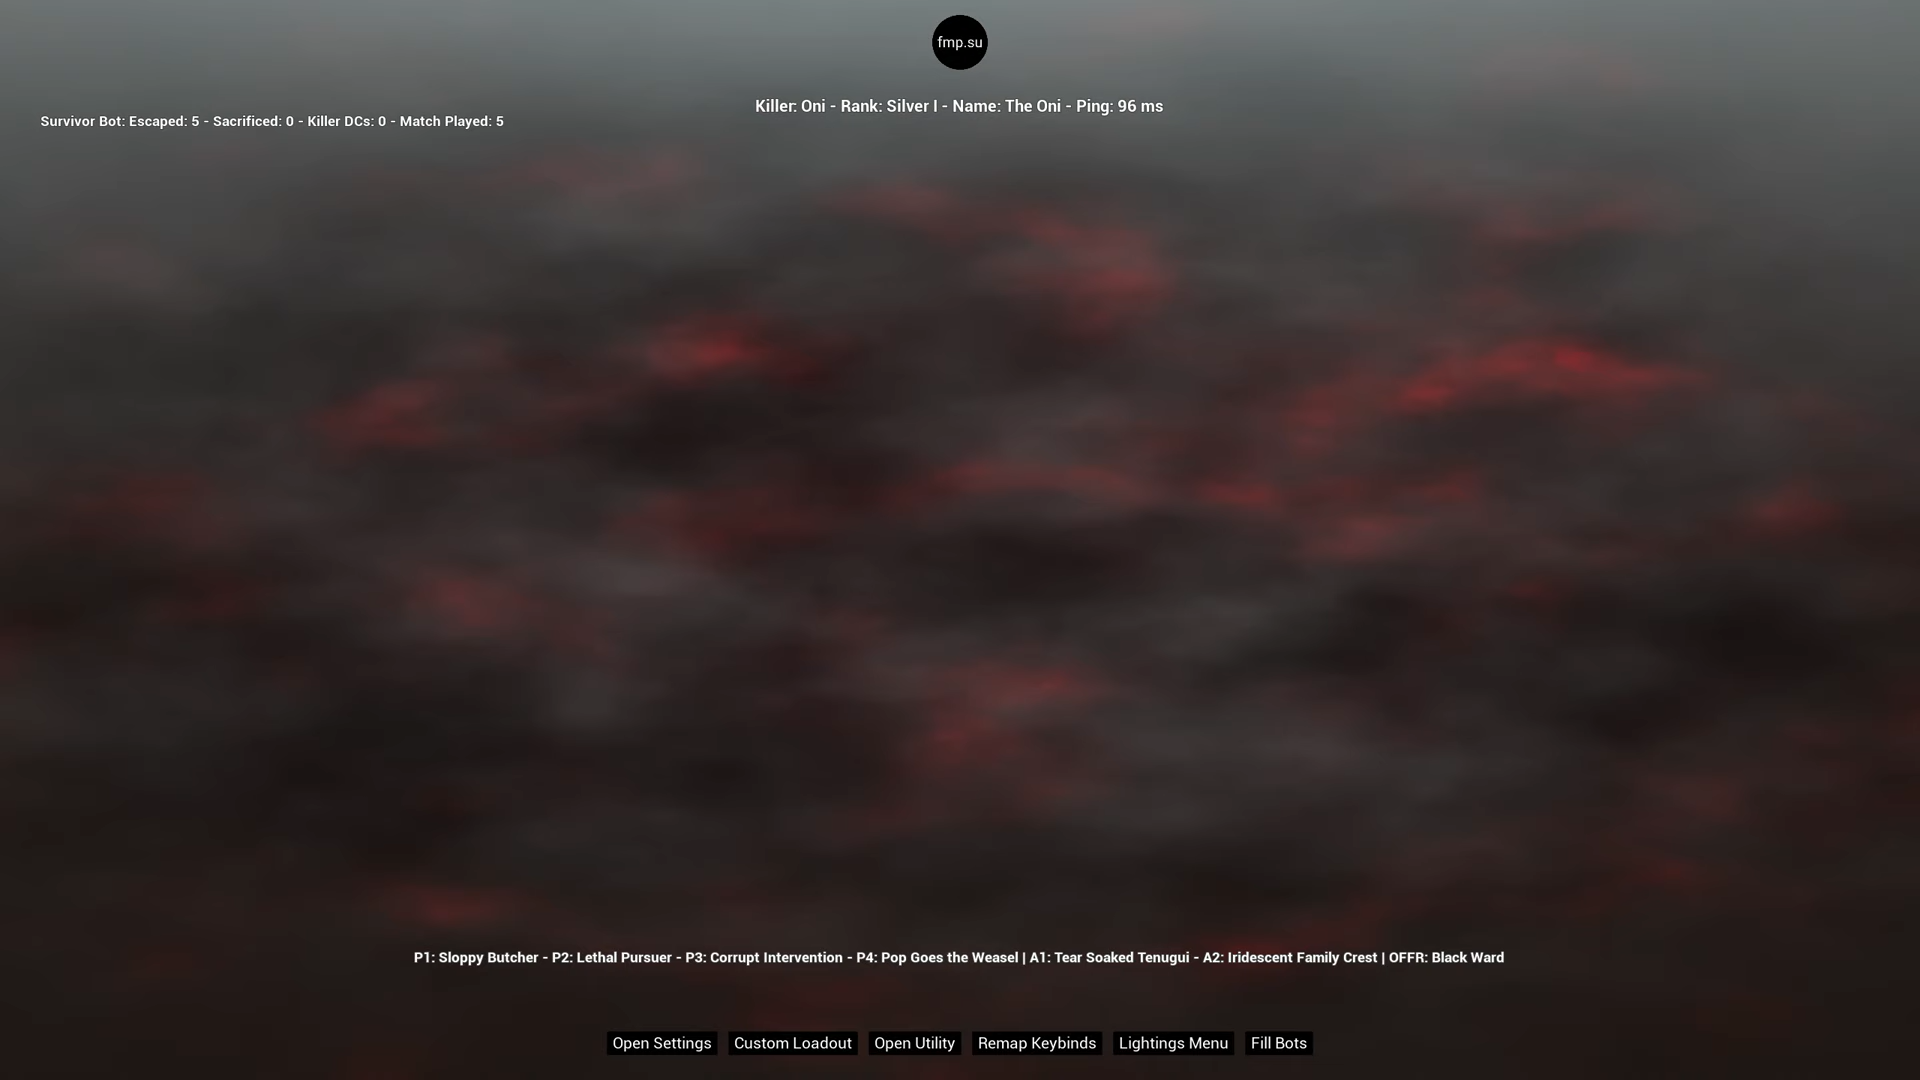 fmp.su
Killer: Oni - Rank: Silver I - Name: The Oni - Ping: 96 ms
Survivor Bot: Escaped: 5 - Sacrificed: 0 - Killer DCs: 0 - Match Played: 5
P1: Sloppy Butcher - P2: Lethal Pursuer - P3: Corrupt Intervention - P4: Pop Goes the Weasel | A1: Tear Soaked Tenugui - A2: Iridescent Family Crest | OFFR: Black Ward
Open Settings Custom Loadout Open Utility Remap Keybinds Lightings Menu Fill Bots